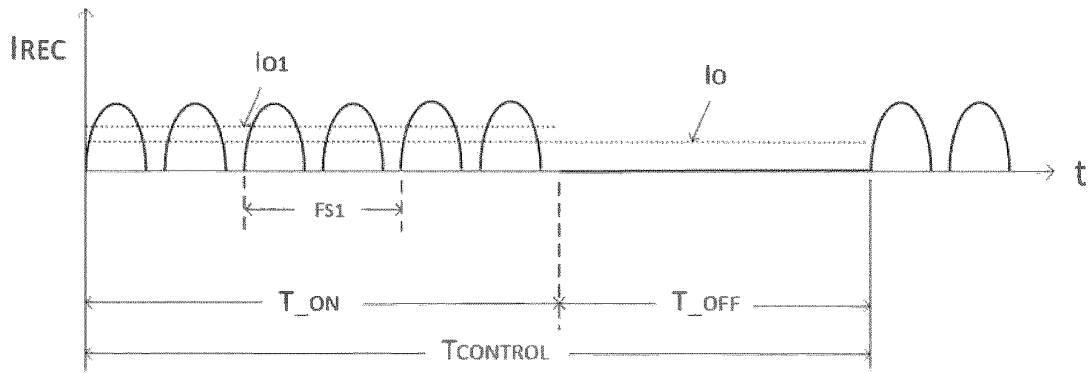 IREC
IO1
IO
t
FS1
T_ON
T_OFF
TCONTROL